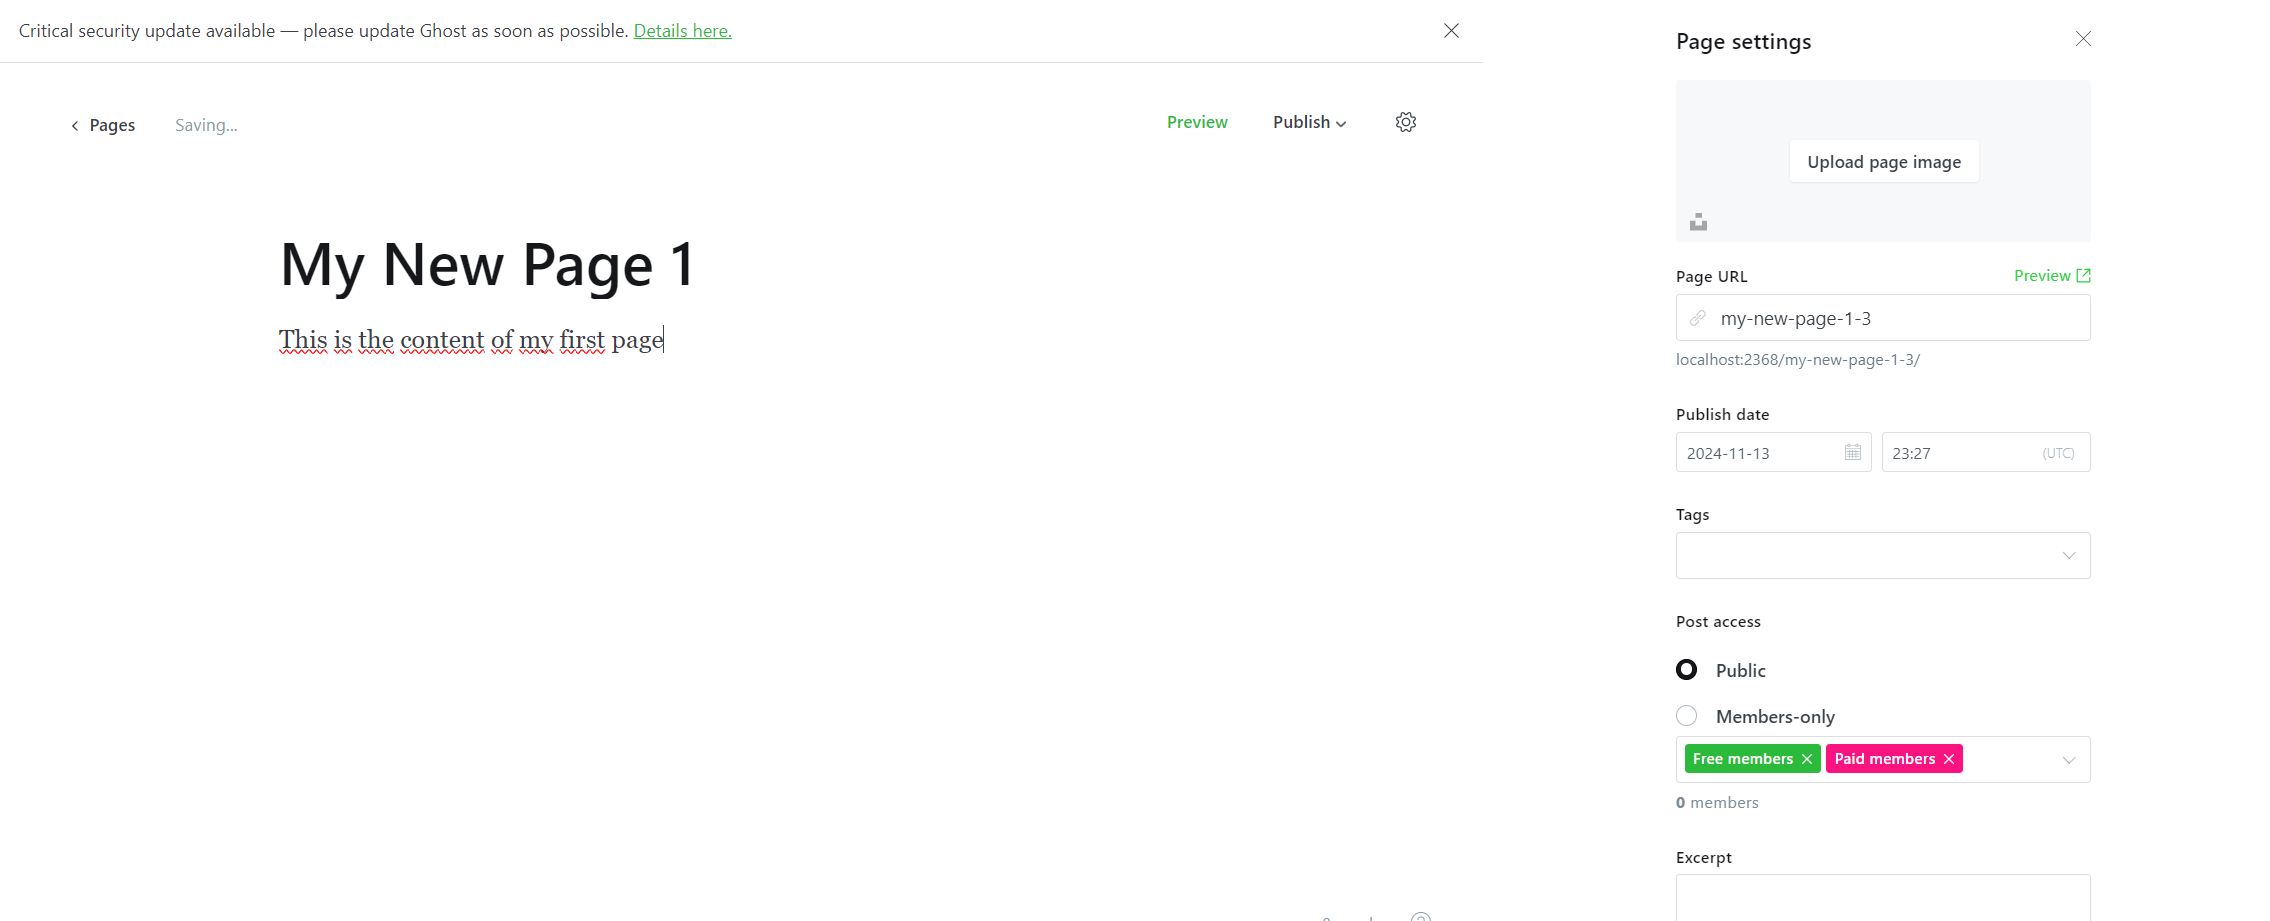 Critical security update available — please update Ghost as soon as possible. Details here.
Pages
Saving...
Preview
Publish
My New Page 1
This is the content of my first page
Page settings
Upload page image
Page URL
Preview
my-new-page-1-3
localhost:2368/my-new-page-1-3/
Publish date
2024-11-13
23:27
(UTC)
Tags
Post access
Public
Members-only
Free members
Paid members
0 members
Excerpt